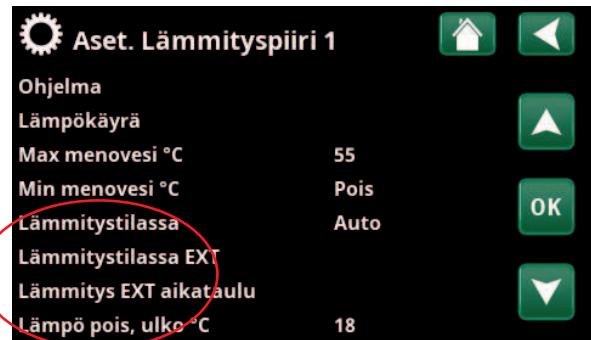 Aset. Lämmityspiiri 1
Ohjelma
Lämpökäyrä
Max menovesi °C 55
Min menovesi °C Pois
Lämmitystilassa Auto
OK
Lämmitystilassa EXT
Lämmitys EXT aikataulu
Lämpö pois, ulko °C 18